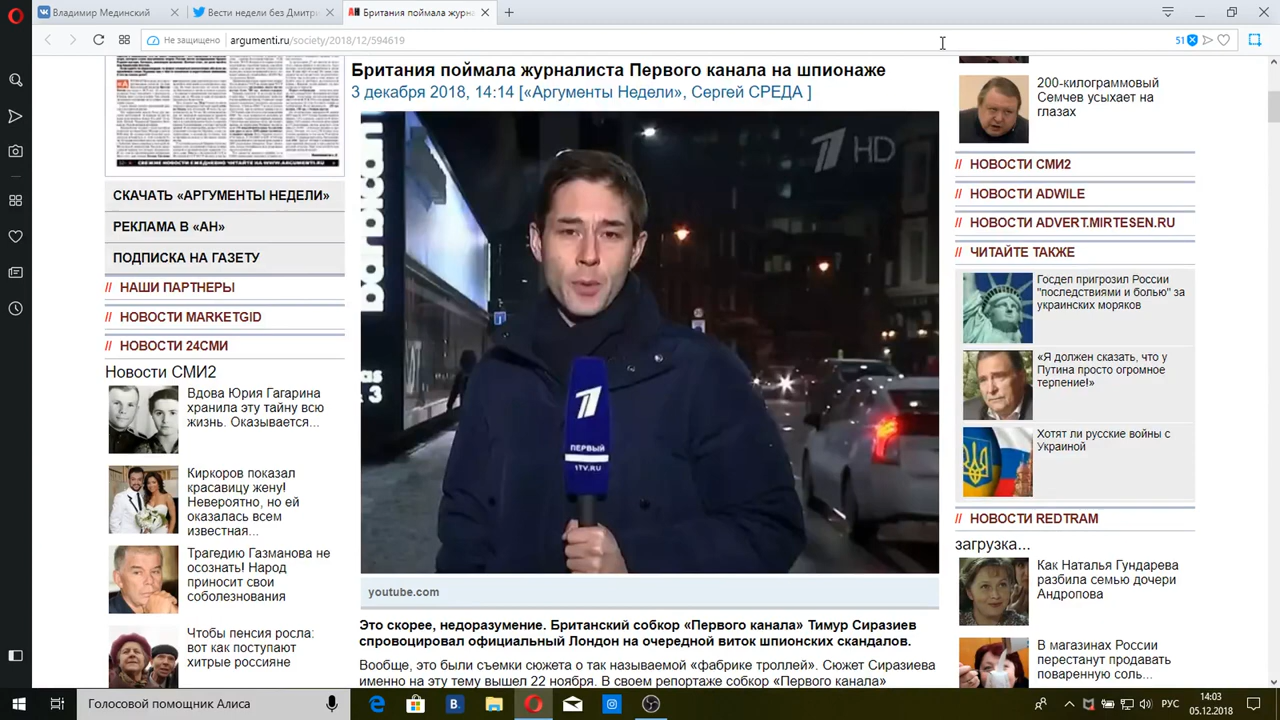 Владимир Мединский
Вести недели без Дмитри
Британия поймала журна
Не защищено
argumenti.ru/society/2018/12/594619
51
СВЕЖИЕ НОВОСТИ ЕЖЕДНЕВНО ЧИТАЙТЕ НА WWW.ARGUMENTI.RU
СКАЧАТЬ «АРГУМЕНТЫ НЕДЕЛИ»
РЕКЛАМА В «АН»
ПОДПИСКА НА ГАЗЕТУ
// НАШИ ПАРТНЕРЫ
// НОВОСТИ MARKETGID
// НОВОСТИ 24СМИ
Новости СМИ2
Вдова Юрия Гагарина
хранила эту тайну всю
жизнь. Оказывается...
Киркоров показал
красавицу жену!
Невероятно, но ей
оказалась всем
известная...
Трагедию Газманова не
осознать! Народ
приносит свои
соболезнования
Чтобы пенсия росла:
вот как поступают
хитрые россияне
Британия поймала журналиста Первого канала на шпионаже
3 декабря 2018, 14:14 [«Аргументы Недели», Сергей СРЕДА ]
1
ПЕРВЫЙ
1TV.RU
youtube.com
Это скорее, недоразумение. Британский собкор «Первого канала» Тимур Сиразиев
спровоцировал официальный Лондон на очередной виток шпионских скандалов.
Вообще, это были съемки сюжета о так называемой «фабрике троллей». Сюжет Сиразиева
именно на эту тему вышел 22 ноября. В своем репортаже собкор «Первого канала»
200-килограммовый
Семчев усыхает на
глазах
// НОВОСТИ СМИ2
// НОВОСТИ ADWILE
// НОВОСТИ ADVERT.MIRTESEN.RU
// ЧИТАЙТЕ ТАКЖЕ
Госдеп пригрозил России
"последствиями и болью" за
украинских моряков
«Я должен сказать, что у
Путина просто огромное
терпение!»
Хотят ли русские войны с
Украиной
// НОВОСТИ REDTRAM
загрузка...
Как Наталья Гундарева
разбила семью дочери
Андропова
В магазинах России
перестанут продавать
поваренную соль...
Голосовой помощник Алиса
РУС
14:03
05.12.2018